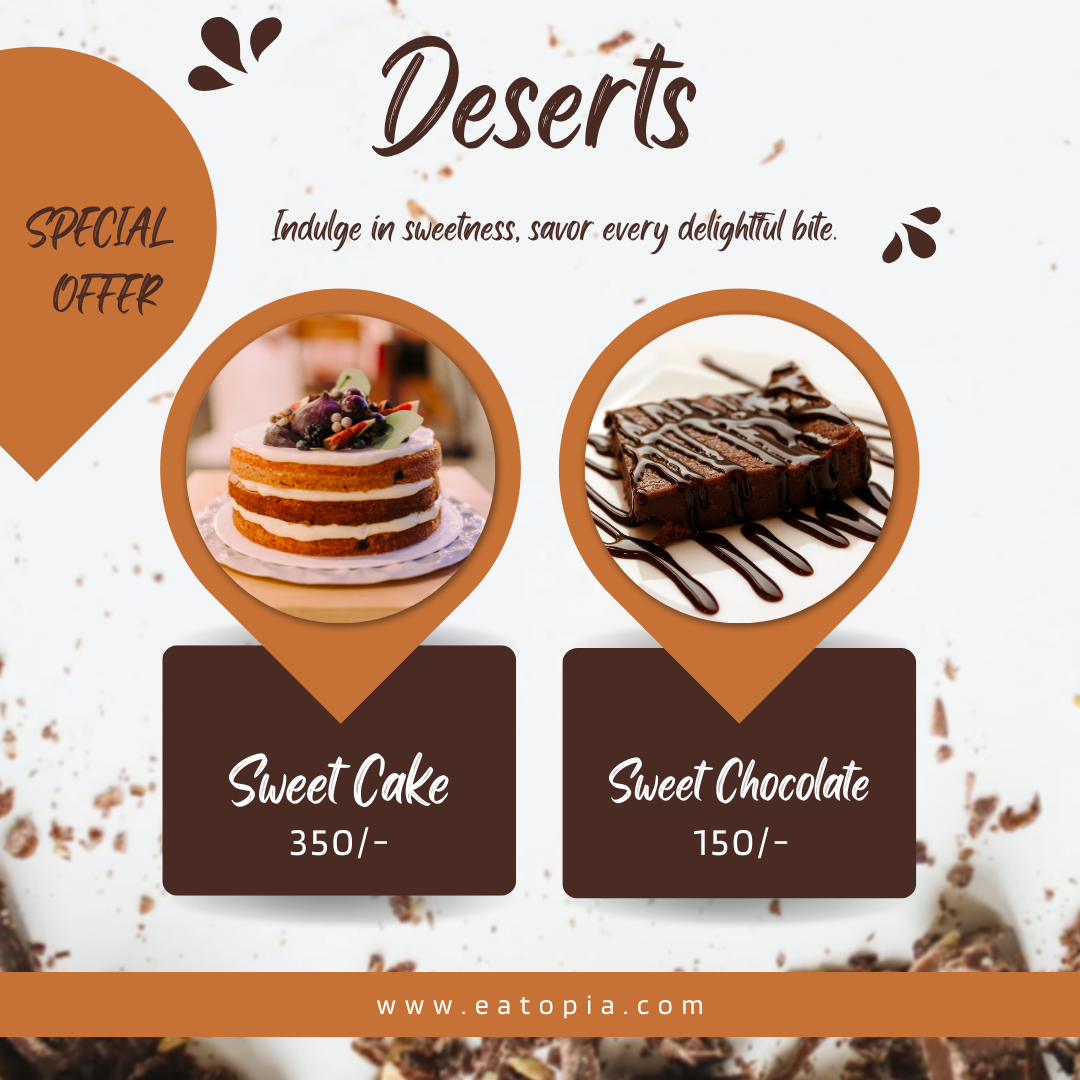 Deserts
SPECIAL
OFFER
Indulge in sweetness, savor every delightful bite.
Sweet Cake
350/-
Sweet Chocolate
150/-
www.eatopia.com